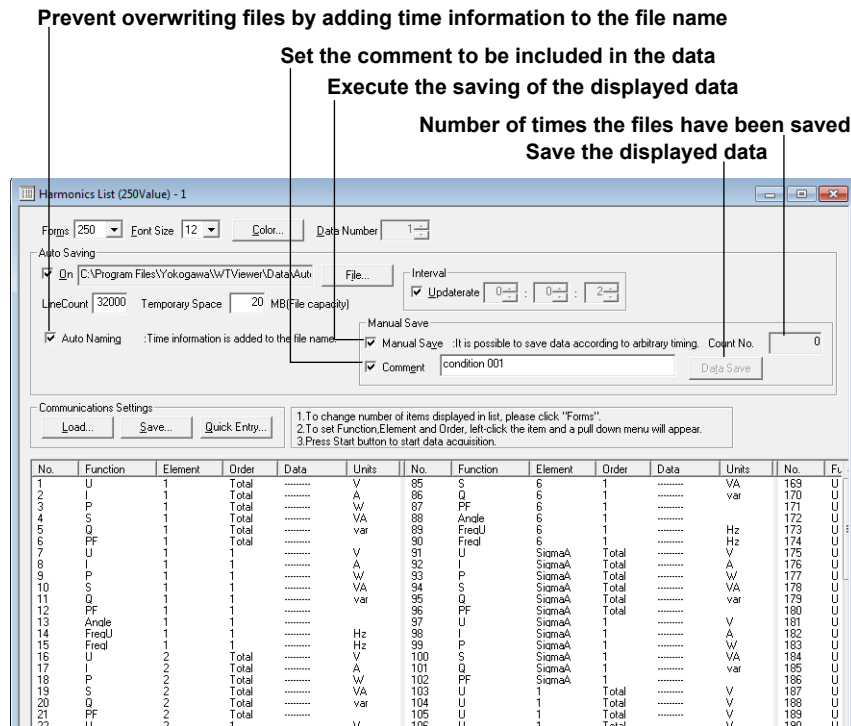 Prevent overwriting files by adding time information to the file name
Set the comment to be included in the data
Execute the saving of the displayed data
Number of times the files have been saved
Save the displayed data
Harmonics List (250Value) - 1
Forms 250 Font Size 12 Color... Data Number 1
Auto Saving
On C:\Program Files\Yokogawa\WTViewer\Data\Auto File... Interval
Updaterate 0 : 0 : 2
LineCount 32000 Temporary Space 20 MB(File capacity)
Manual Save
Auto Naming :Time information is added to the file name.
Manual Save :It is possible to save data according to arbitrary timing. Count No. 0
Comment condition 001 Data Save
Communications Settings
Load... Save... Quick Entry...
1.To change number of items displayed in list, please click "Forms".
2.To set Function,Element and Order, left-click the item and a pull down menu will appear.
3.Press Start button to start data acquisition.
No. Function Element Order Data Units No. Function Element Order Data Units No. Fu
1 U 1 Total -------- V 85 S 6 1 -------- VA 169 U
2 I 1 Total -------- A 86 Q 6 1 -------- var 170 U
3 P 1 Total -------- W 87 PF 6 1 -------- 171 U
4 S 1 Total -------- VA 88 Angle 6 1 -------- 172 U
5 Q 1 Total -------- var 89 FreqU 6 1 -------- Hz 173 U
6 PF 1 Total -------- 90 FreqI 6 1 -------- Hz 174 U
7 U 1 1 -------- V 91 U SigmaA Total -------- V 175 U
8 I 1 1 -------- A 92 I SigmaA Total -------- A 176 U
9 P 1 1 -------- W 93 P SigmaA Total -------- W 177 U
10 S 1 1 -------- VA 94 S SigmaA Total -------- VA 178 U
11 Q 1 1 -------- var 95 Q SigmaA Total -------- var 179 U
12 PF 1 1 -------- 96 PF SigmaA Total -------- 180 U
13 Angle 1 1 -------- 97 U SigmaA 1 -------- V 181 U
14 FreqU 1 1 -------- Hz 98 I SigmaA 1 -------- A 182 U
15 FreqI 1 1 -------- Hz 99 P SigmaA 1 -------- W 183 U
16 U 2 Total -------- V 100 S SigmaA 1 -------- VA 184 U
17 I 2 Total -------- A 101 Q SigmaA 1 -------- var 185 U
18 P 2 Total -------- W 102 PF SigmaA 1 -------- 186 U
19 S 2 Total -------- VA 103 U 1 Total -------- V 187 U
20 Q 2 Total -------- var 104 U 1 Total -------- V 188 U
21 PF 2 Total -------- 105 U 1 Total -------- V 189 U
22 U 2 1 -------- V 106 U 1 Total -------- V 190 U